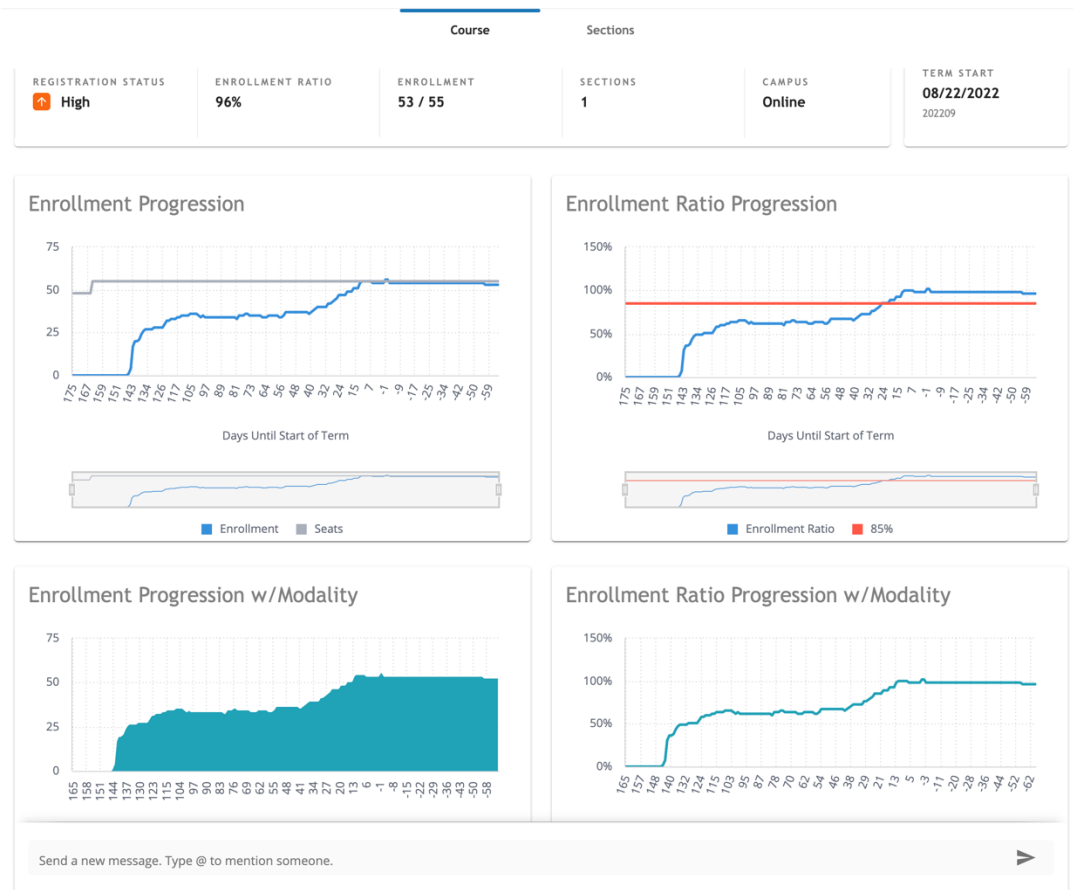 Course Sections
REGISTRATION STATUS ENROLLMENT RATIO ENROLLMENT SECTIONS CAMPUS TERM START
High 96% 53 / 55 1 Online 08/22/2022
202209
Enrollment Progression
75
50
25
0
175 167 159 151 143 134 126 117 105 97 89 81 73 64 56 48 40 32 24 15 7 -1 -9 -17 -25 -34 -42 -50 -59
Days Until Start of Term
Enrollment Seats
Enrollment Ratio Progression
150%
100%
50%
0%
175 167 159 151 143 134 126 117 105 97 89 81 73 64 56 48 40 32 24 15 7 -1 -9 -17 -25 -34 -42 -50 -59
Days Until Start of Term
Enrollment Ratio 85%
Enrollment Progression w/Modality
75
50
25
0
165 158 151 144 137 130 123 115 104 97 90 83 76 69 62 55 48 41 34 27 20 13 6 -1 -8 -15 -22 -29 -36 -43 -50 -58
Enrollment Ratio Progression w/Modality
150%
100%
50%
0%
165 157 148 140 132 124 115 103 95 87 78 70 62 54 46 38 29 21 13 5 -3 -11 -20 -28 -36 -44 -52 -62
Send a new message. Type @ to mention someone.